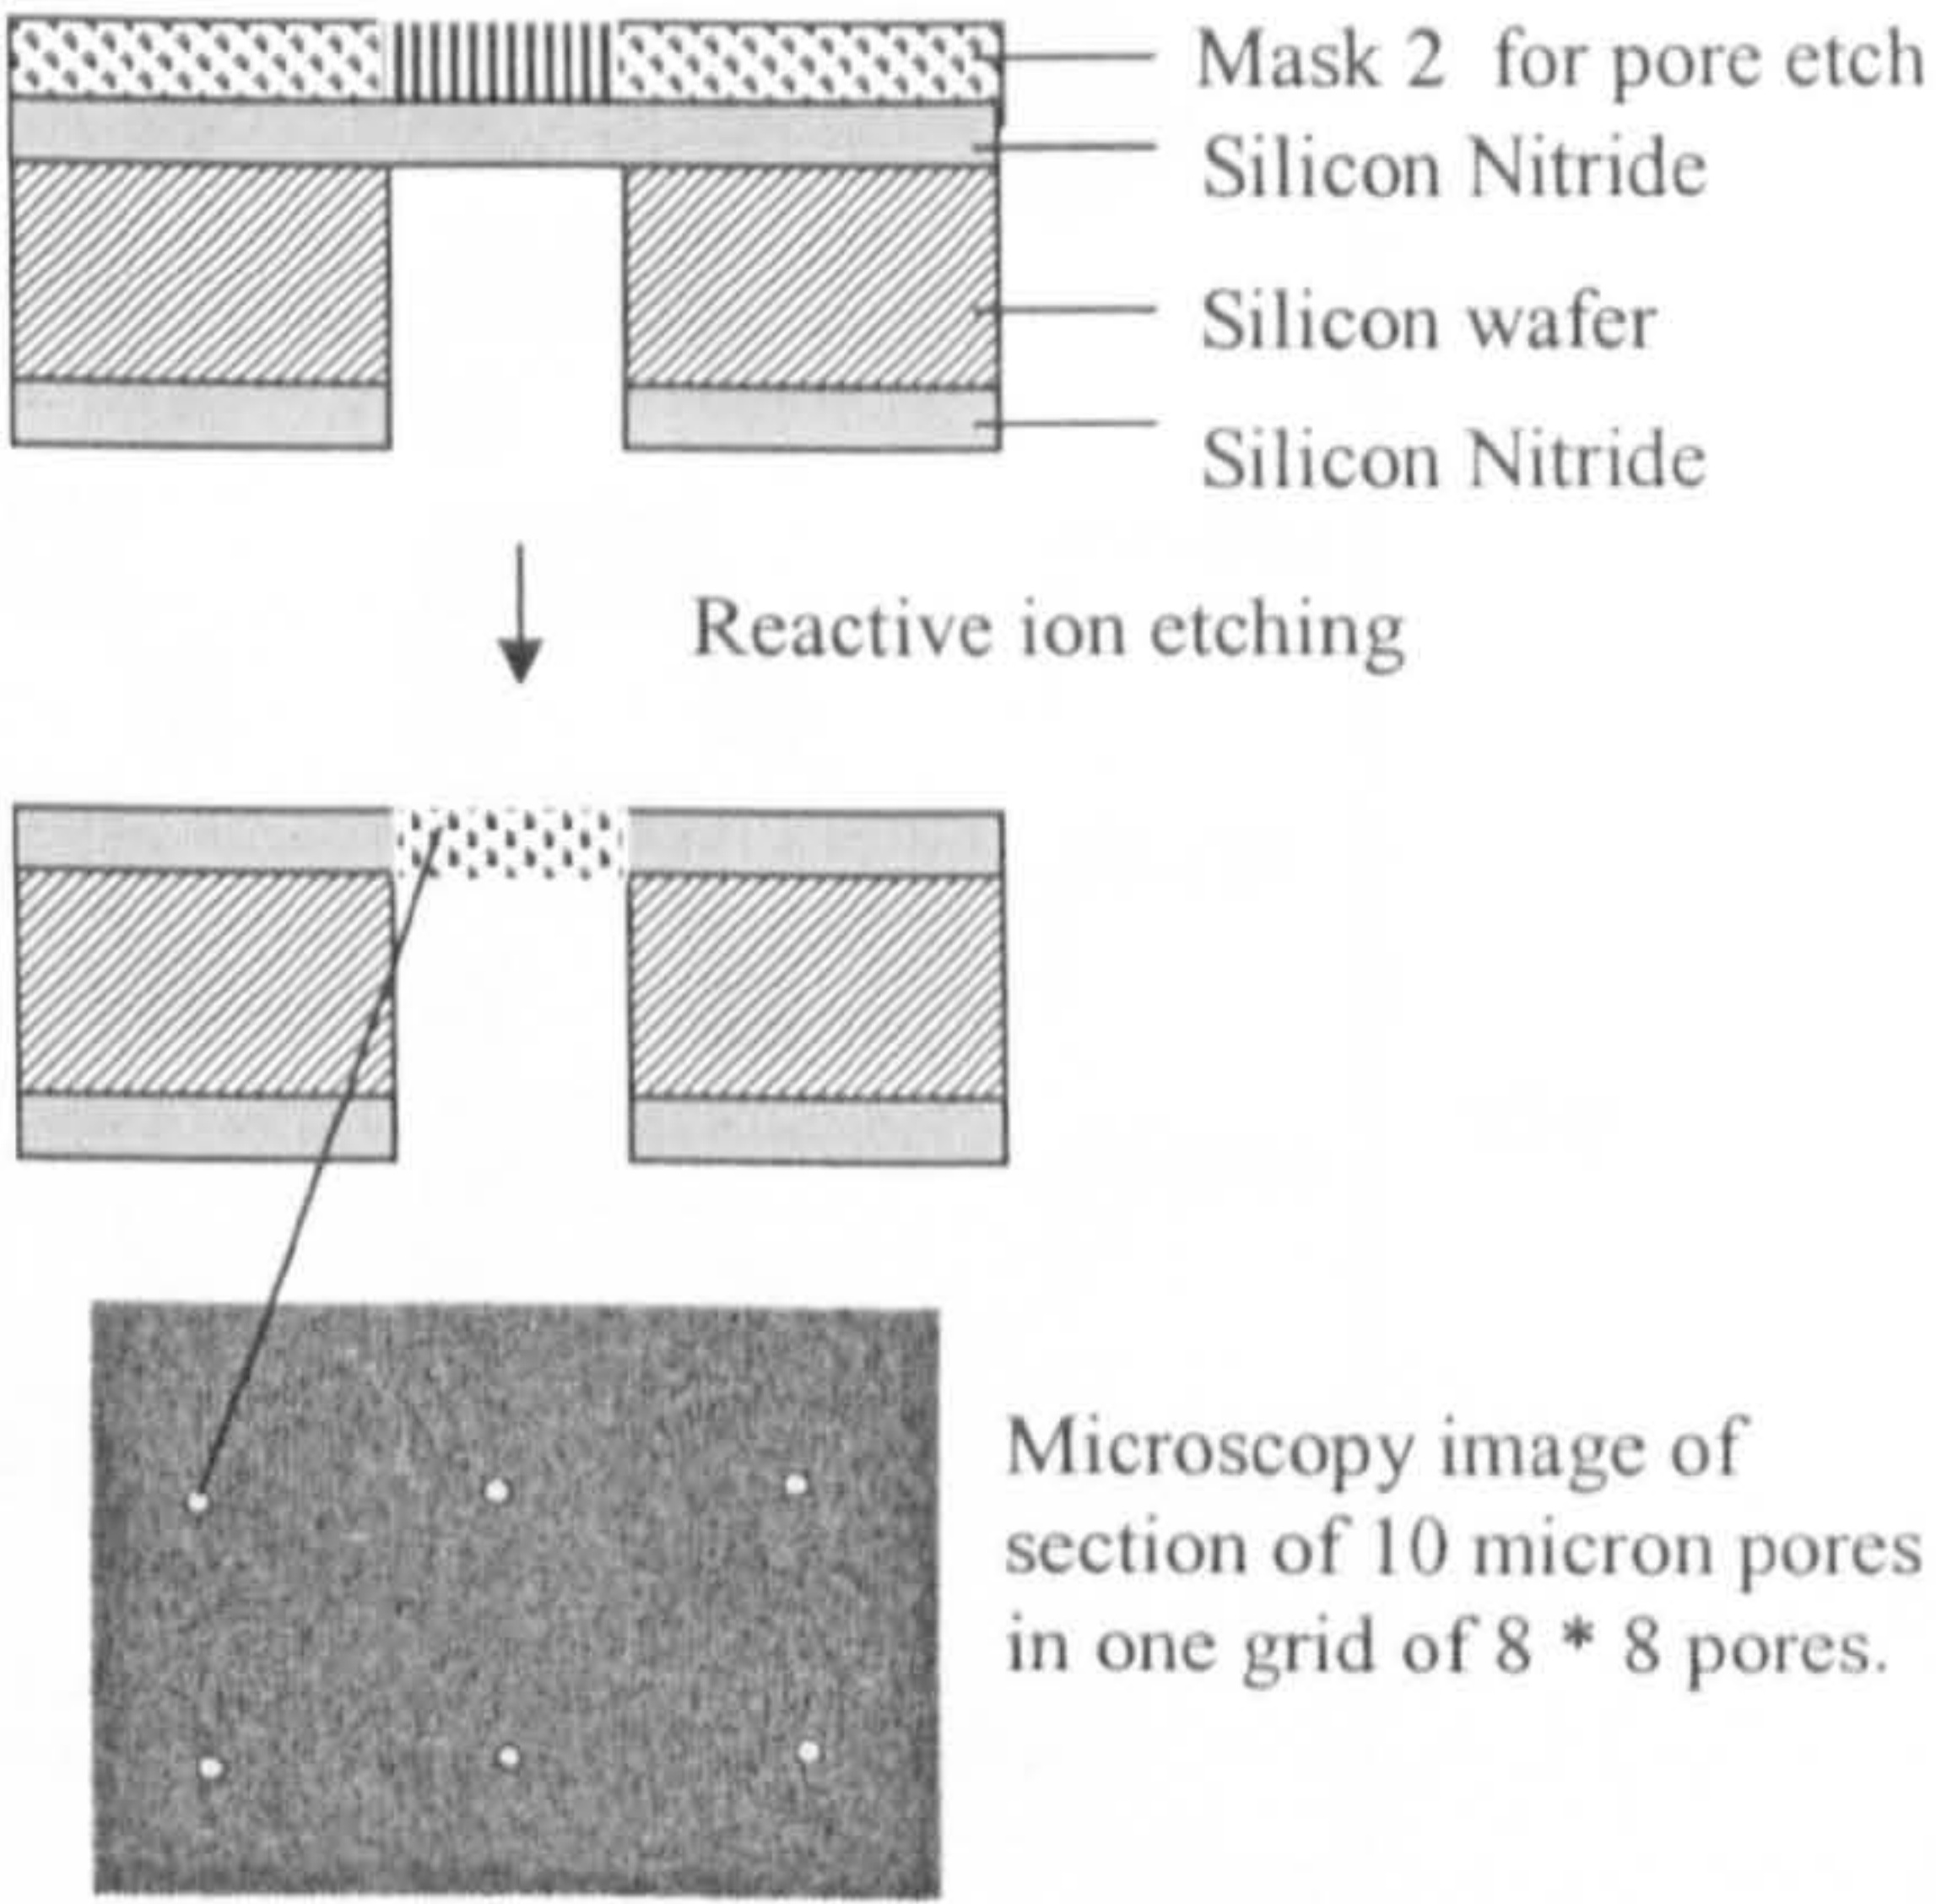 Mask 2 for pore etch
Silicon Nitride
Silicon wafer
Silicon Nitride
Reactive ion etching
Microscopy image of
section of 10 micron pores
in one grid of 8 * 8 pores.